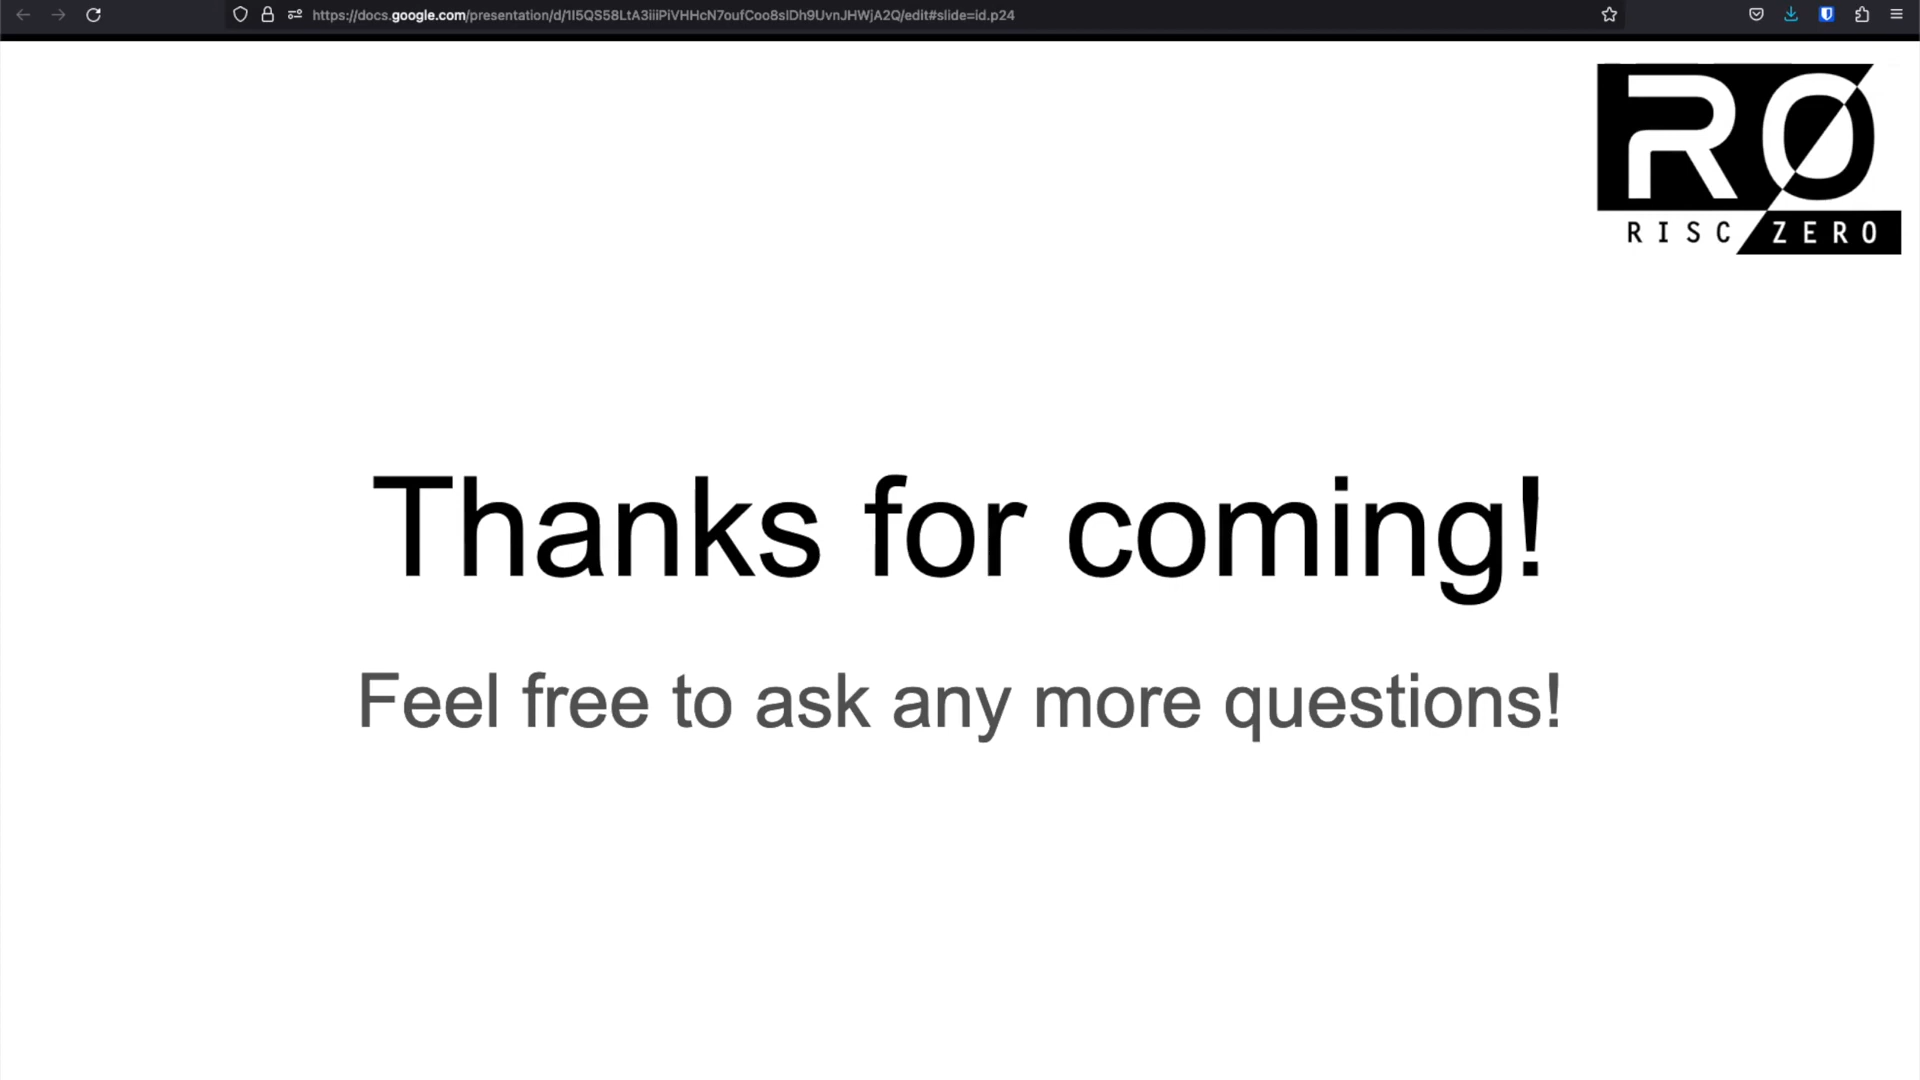 https://docs.google.com/presentation/d/1I5QS58LtA3iiiPiVHHcN7oufCoo8slDh9UvnJHWjA2Q/edit#slide=id.p24
R0
RISC ZERO
Thanks for coming!
Feel free to ask any more questions!